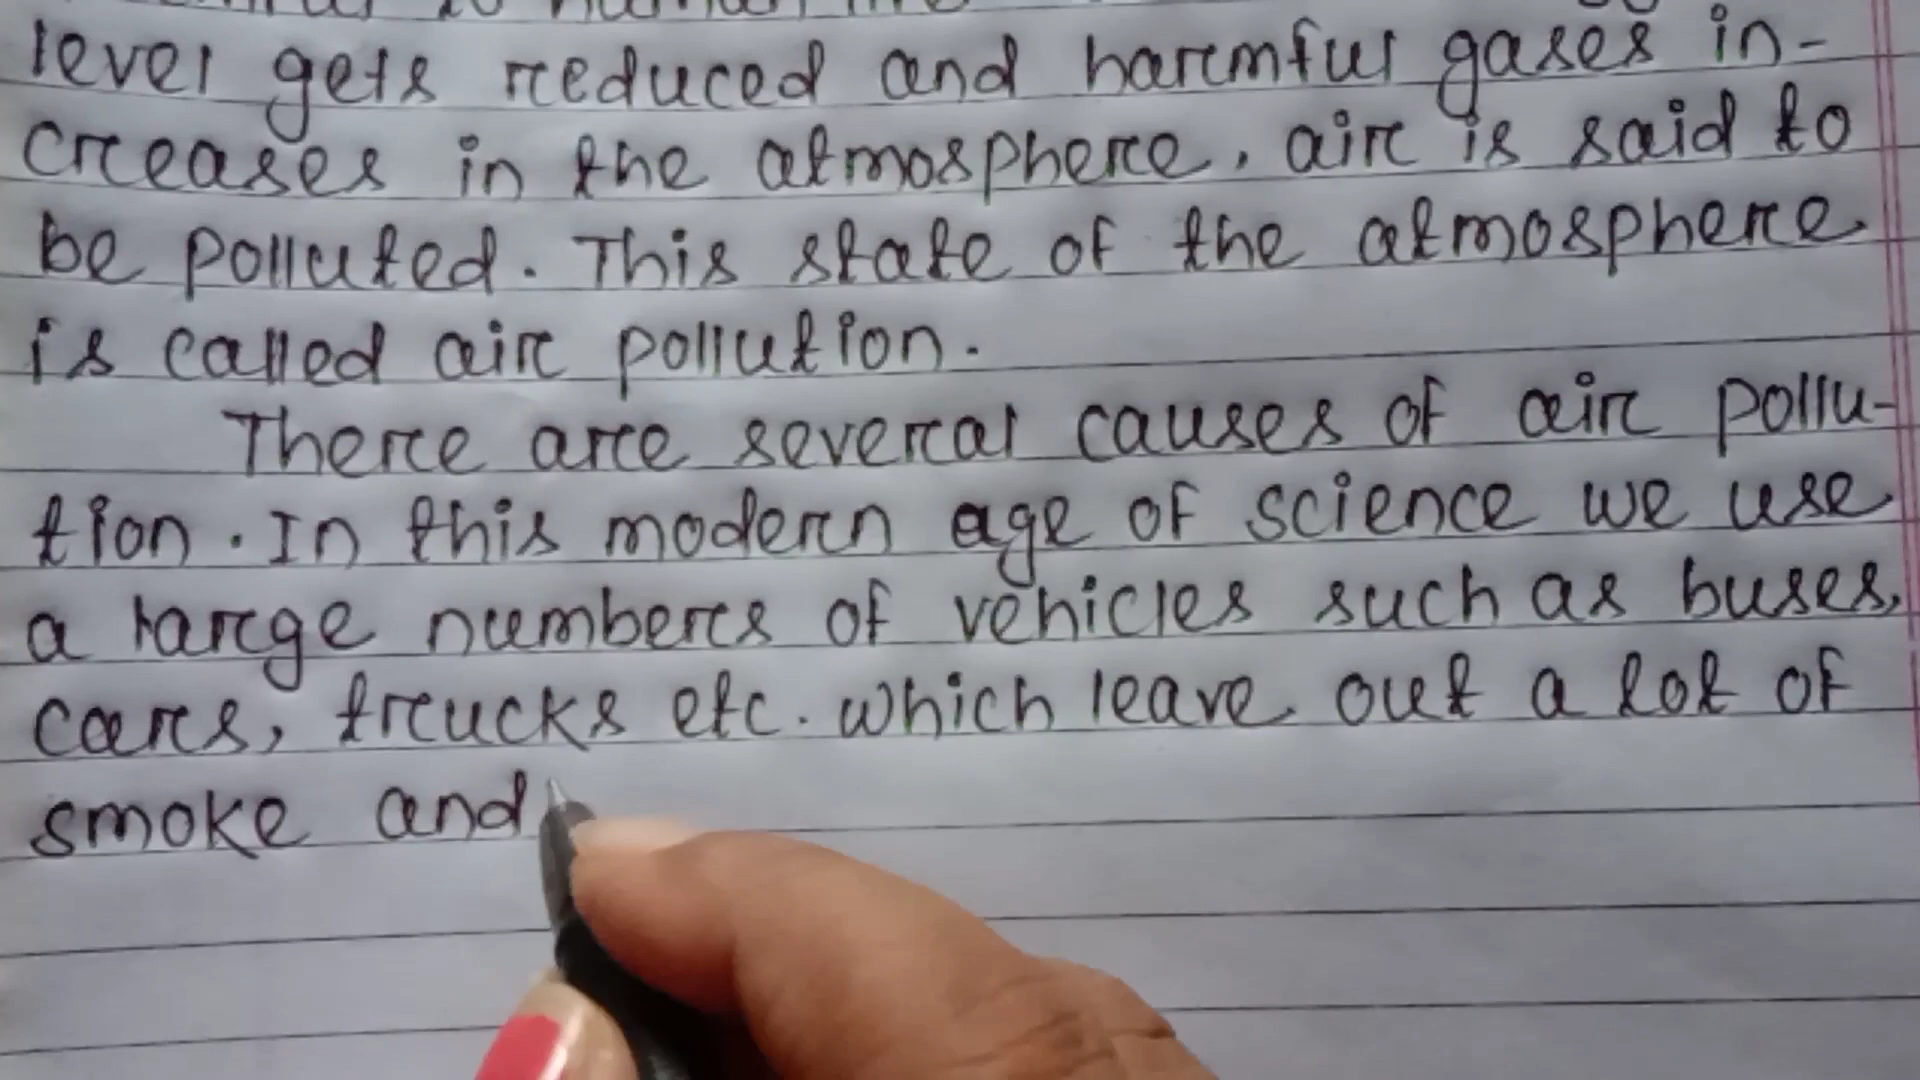 to human
level gets reduced and harmful gases in-
creases in the atmosphere, air is said to
be polluted. This state of the atmosphere
is called air pollution.
There are several causes of air pollu-
tion. In this modern age of science we use
a large numbers of vehicles such as buses,
cars, trucks etc. which leave out a lot of
smoke and